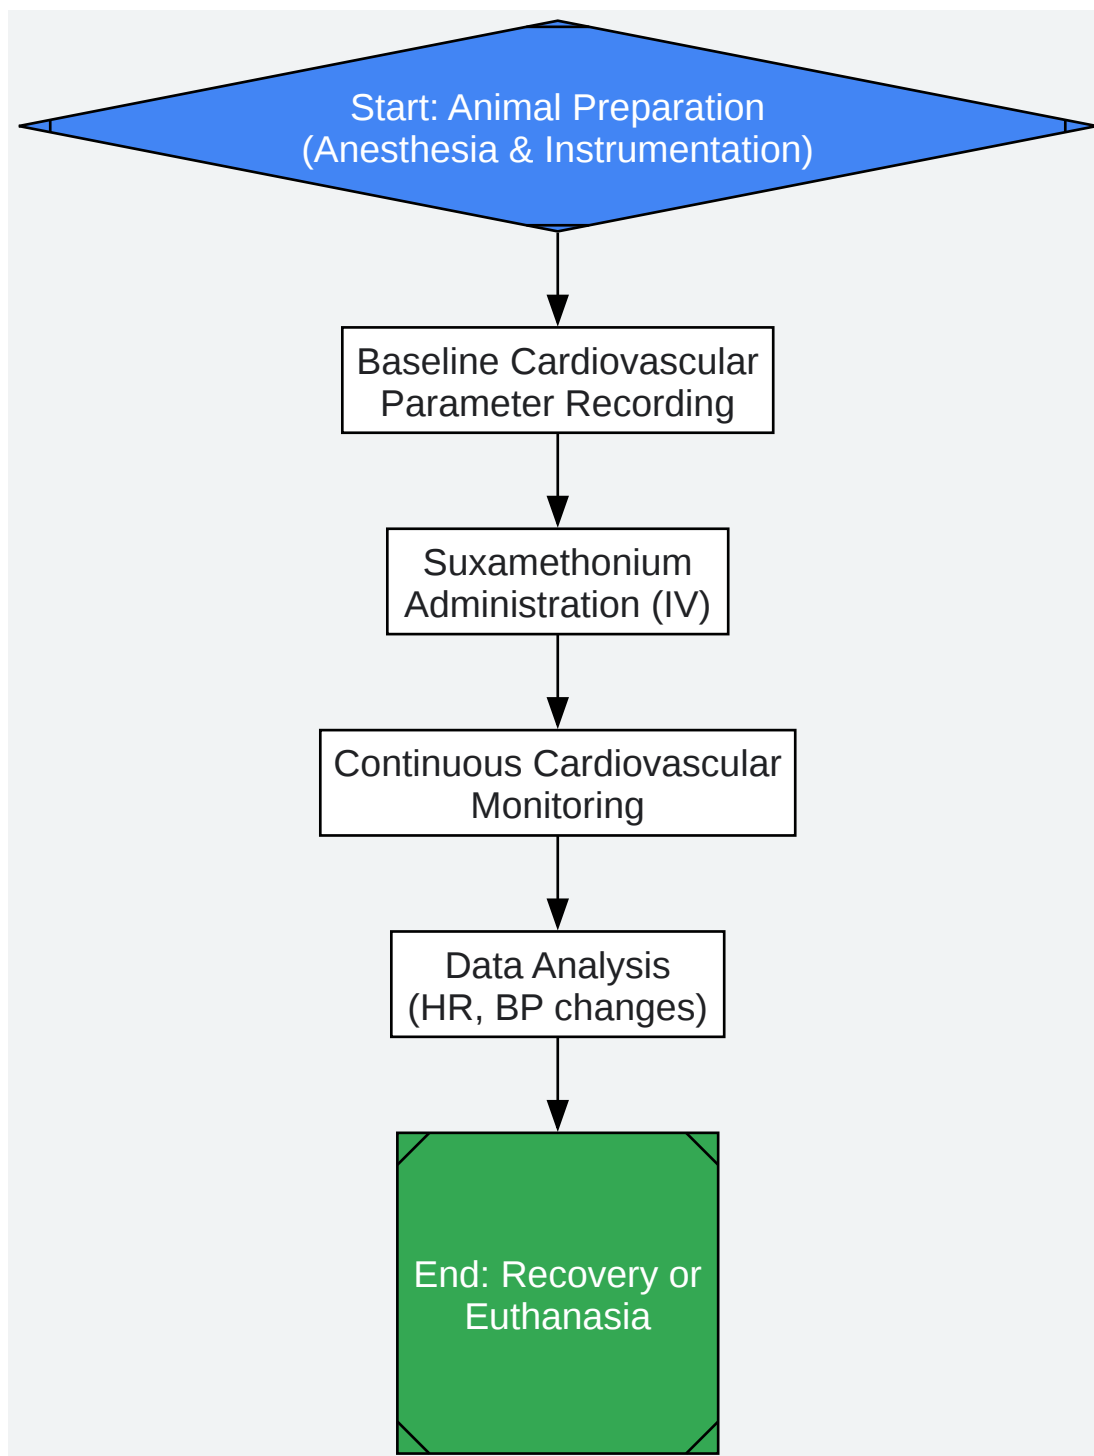 Start: Animal Preparation
(Anesthesia & Instrumentation)
Baseline Cardiovascular
Parameter Recording
Suxamethonium
Administration (IV)
Continuous Cardiovascular
Monitoring
Data Analysis
(HR, BP changes)
End: Recovery or
Euthanasia